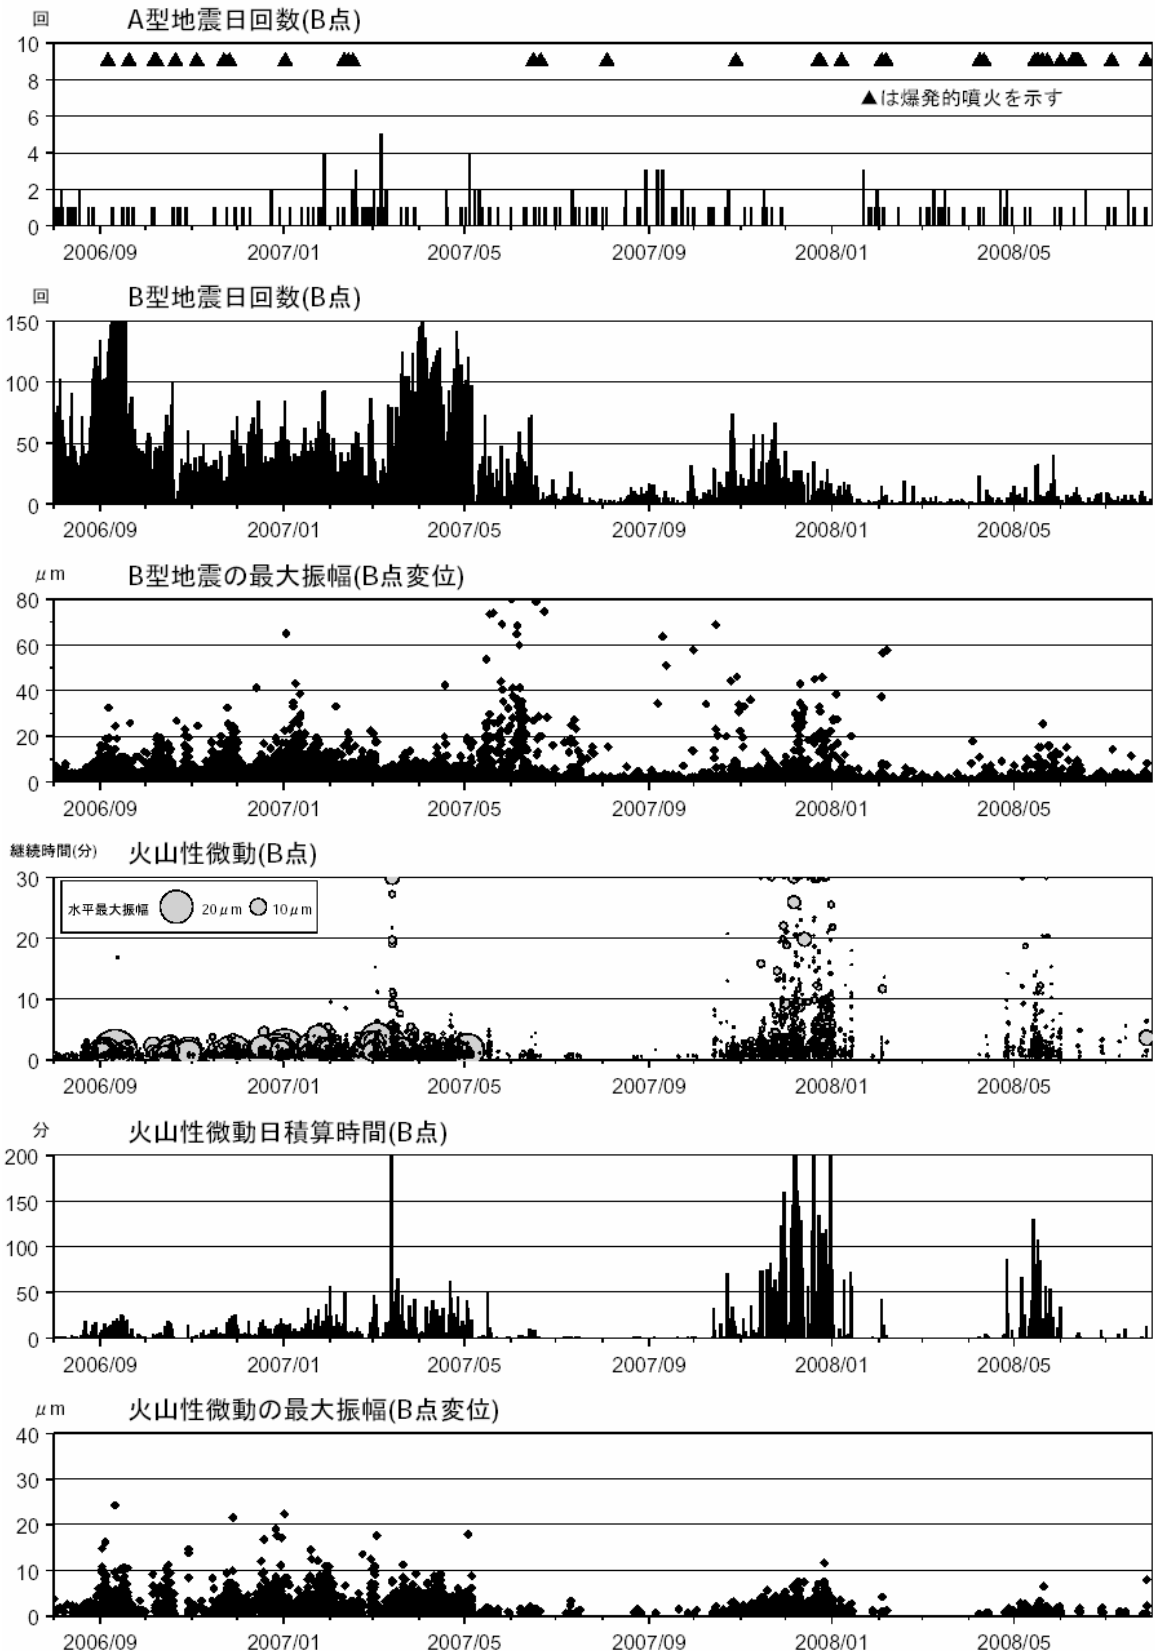 回 A型地震日回数(B点)
10
8
▲は爆発的噴火を示す
6
4
2
0
2006/09 2007/01 2007/05 2007/09 2008/01 2008/05
回 B型地震日回数(B点)
150
100
50
0
2006/09 2007/01 2007/05 2007/09 2008/01 2008/05
μm B型地震の最大振幅(B点変位)
80
60
40
20
0
2006/09 2007/01 2007/05 2007/09 2008/01 2008/05
継続時間(分) 火山性微動(B点)
30
水平最大振幅 20μm 10μm
20
10
0
2006/09 2007/01 2007/05 2007/09 2008/01 2008/05
分 火山性微動日積算時間(B点)
200
150
100
50
0
2006/09 2007/01 2007/05 2007/09 2008/01 2008/05
μm 火山性微動の最大振幅(B点変位)
40
30
20
10
0
2006/09 2007/01 2007/05 2007/09 2008/01 2008/05